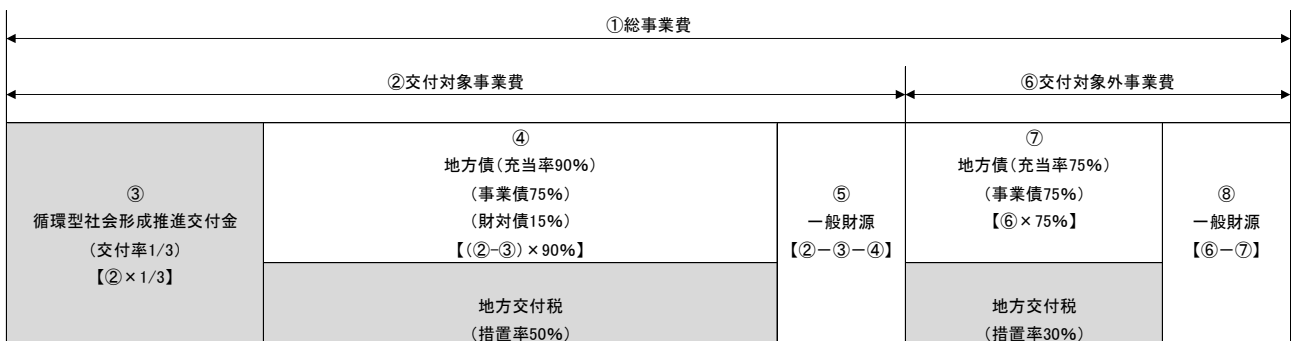 ①総事業費
②交付対象事業費
⑥交付対象外事業費
③
循環型社会形成推進交付金
(交付率1/3)
【②×1/3】
④
地方債(充当率90%)
(事業債75%)
(財対債15%)
【(②-③)×90%】
地方交付税
(措置率50%)
⑤
一般財源
【②-③-④】
⑦
地方債(充当率75%)
(事業債75%)
【⑥×75%】
地方交付税
(措置率30%)
⑧
一般財源
【⑥-⑦】